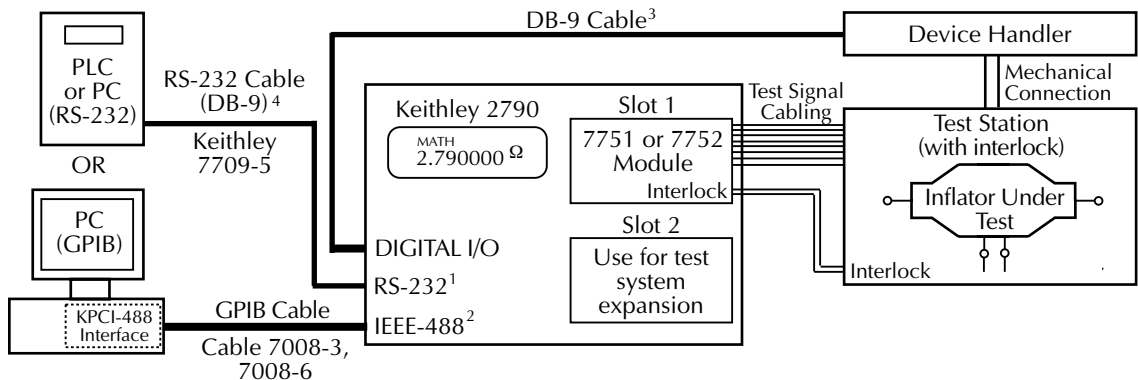 DB-9 Cable3
Device Handler
PLC
or PC
(RS-232)
RS-232 Cable
(DB-9) 4
Keithley
7709-5
OR
PC
(GPIB)
KPCI-488
Interface
GPIB Cable
Cable 7008-3,
7008-6
Keithley 2790
MATH
2.790000 Ω
DIGITAL I/O
RS-2321
IEEE-4882
Slot 1
7751 or 7752
Module
Interlock
Slot 2
Use for test
system
expansion
Test Signal
Cabling
Mechanical
Connection
Test Station
(with interlock)
Inflator Under
Test
Interlock